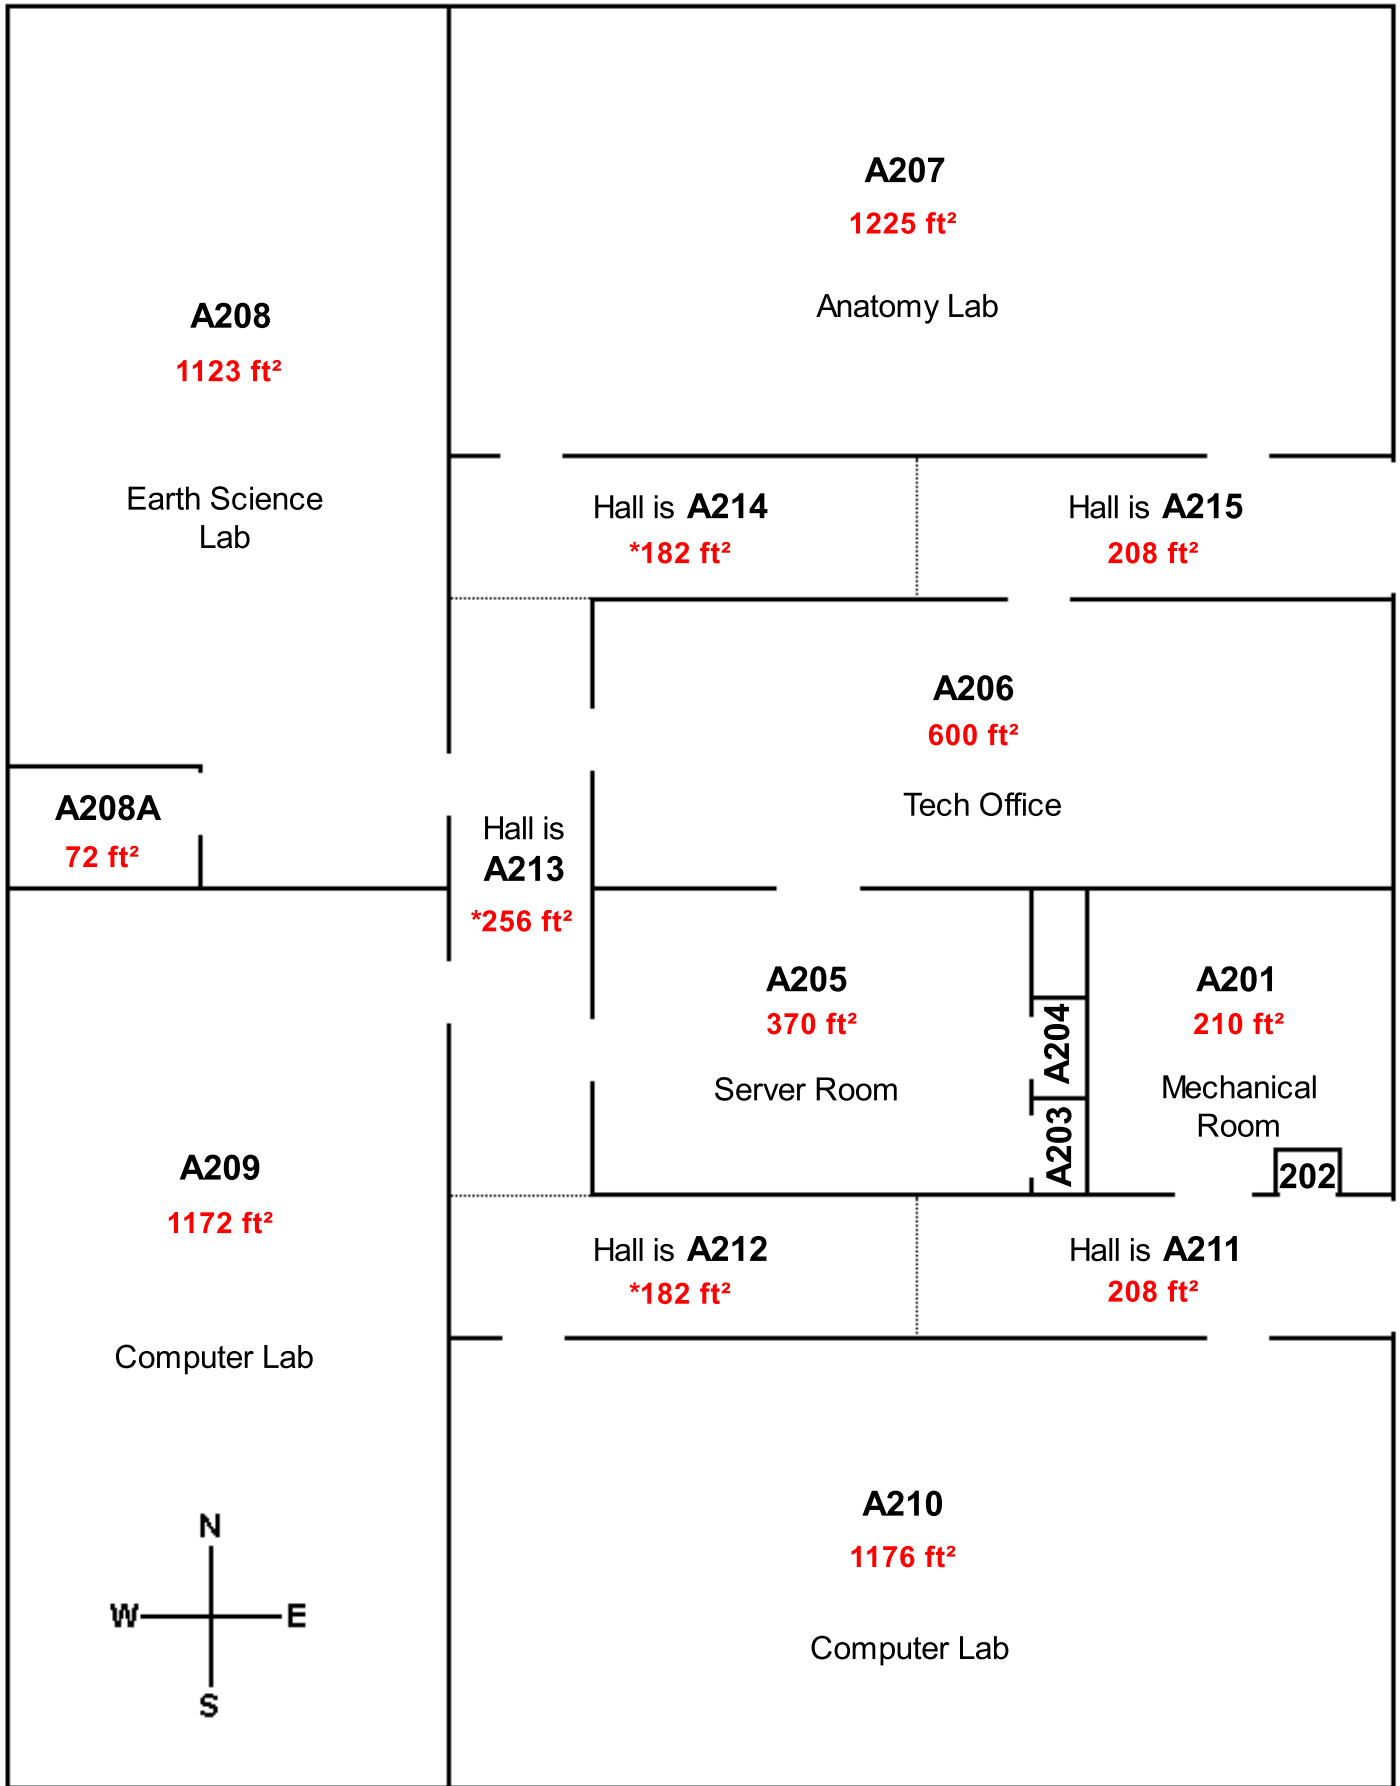 A207
1225 ft²
Anatomy Lab
A208
1123 ft²
Earth Science
Lab
Hall is A214
*182 ft²
Hall is A215
208 ft²
A206
600 ft²
Tech Office
A208A
72 ft²
Hall is
A213
*256 ft²
A205
370 ft²
Server Room
A204
A203
A201
210 ft²
Mechanical
Room
202
A209
1172 ft²
Computer Lab
Hall is A212
*182 ft²
Hall is A211
208 ft²
A210
1176 ft²
Computer Lab
N
W E
S